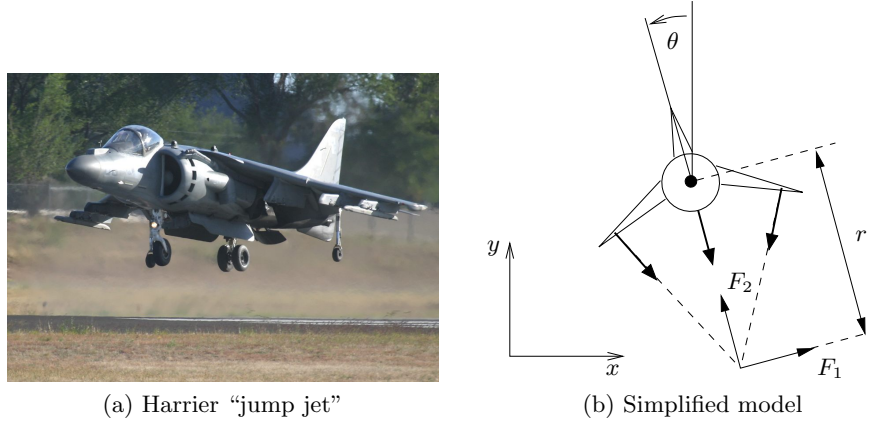 θ
r
y
F₂
x
F₁
(a) Harrier “jump jet”
(b) Simplified model